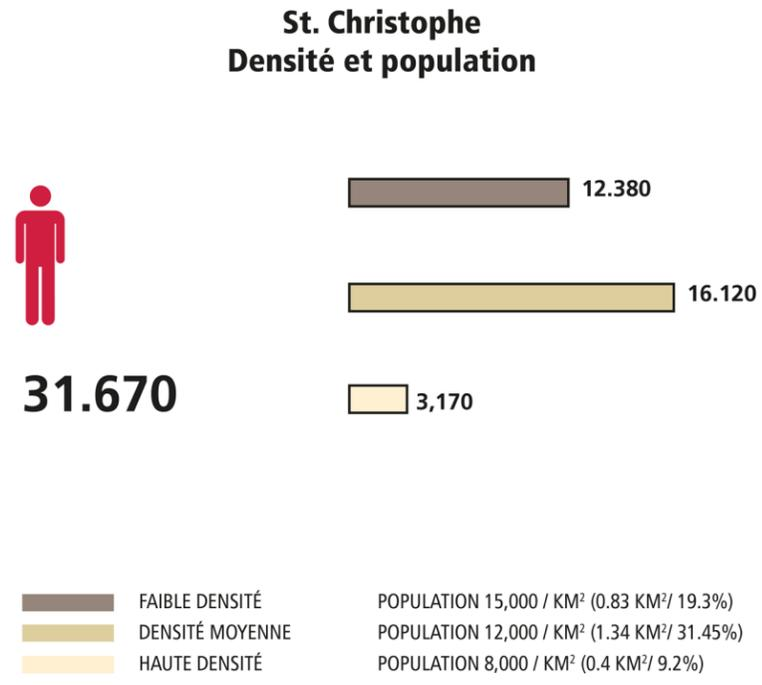 St. Christophe
Densité et population
12.380
16.120
31.670
3,170
FAIBLE DENSITÉ POPULATION 15,000 / KM² (0.83 KM²/ 19.3%)
DENSITÉ MOYENNE POPULATION 12,000 / KM² (1.34 KM²/ 31.45%)
HAUTE DENSITÉ POPULATION 8,000 / KM² (0.4 KM²/ 9.2%)